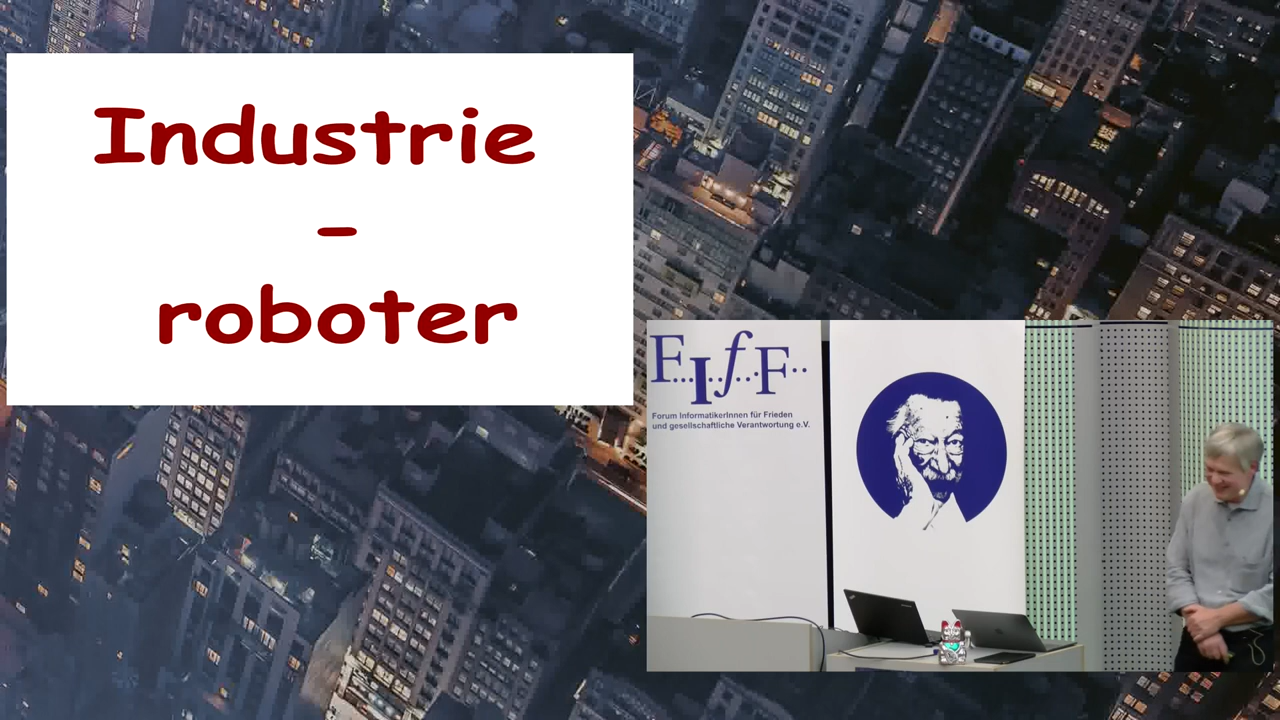 Industrie
-
roboter
F...I...f...F...
Forum InformatikerInnen für Frieden
und gesellschaftliche Verantwortung e.V.